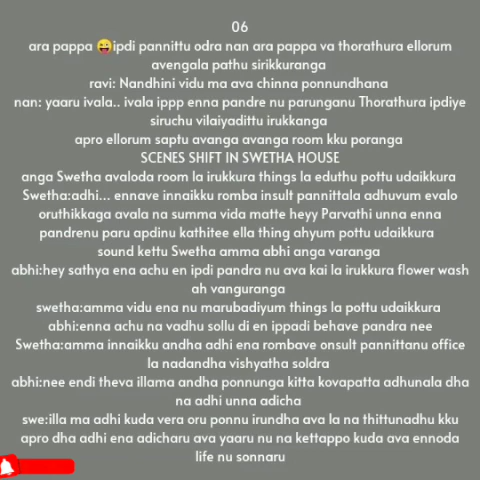 06
ara pappa 😜ipdi pannittu odra nan ara pappa va thorathura ellorum
avengala pathu sirikkuranga
ravi: Nandhini vidu ma ava chinna ponnundhana
nan: yaaru ivala.. ivala ippp enna pandre nu parunganu Thorathura ipdiye
siruchu vilaiyadittu irukkanga
apro ellorum saptu avanga avanga room kku poranga
SCENES SHIFT IN SWETHA HOUSE
anga Swetha avaloda room la irukkura things la eduthu pottu udaikkura
Swetha:adhi... ennave innaikku romba insult pannittala adhuvum evalo
oruthikkaga avala na summa vida matte heyy Parvathi unna enna
pandrenu paru apdinu kathitee ella thing ahyum pottu udaikkura
sound kettu Swetha amma abhi anga varanga
abhi:hey sathya ena achu en ipdi pandra nu ava kai la irukkura flower wash
ah vanguranga
swetha:amma vidu ena nu marubadiyum things la pottu udaikkura
abhi:enna achu na vadhu sollu di en ippadi behave pandra nee
Swetha:amma innaikku andha adhi ena rombave onsult pannittanu office
la nadandha vishyatha soldra
abhi:nee endi theva illama andha ponnunga kitta kovapatta adhunala dha
na adhi unna adicha
swe:illa ma adhi kuda vera oru ponnu irundha ava la na thittunadhu kku
apro dha adhi ena adicharu ava yaaru nu na kettappo kuda ava ennoda
life nu sonnaru